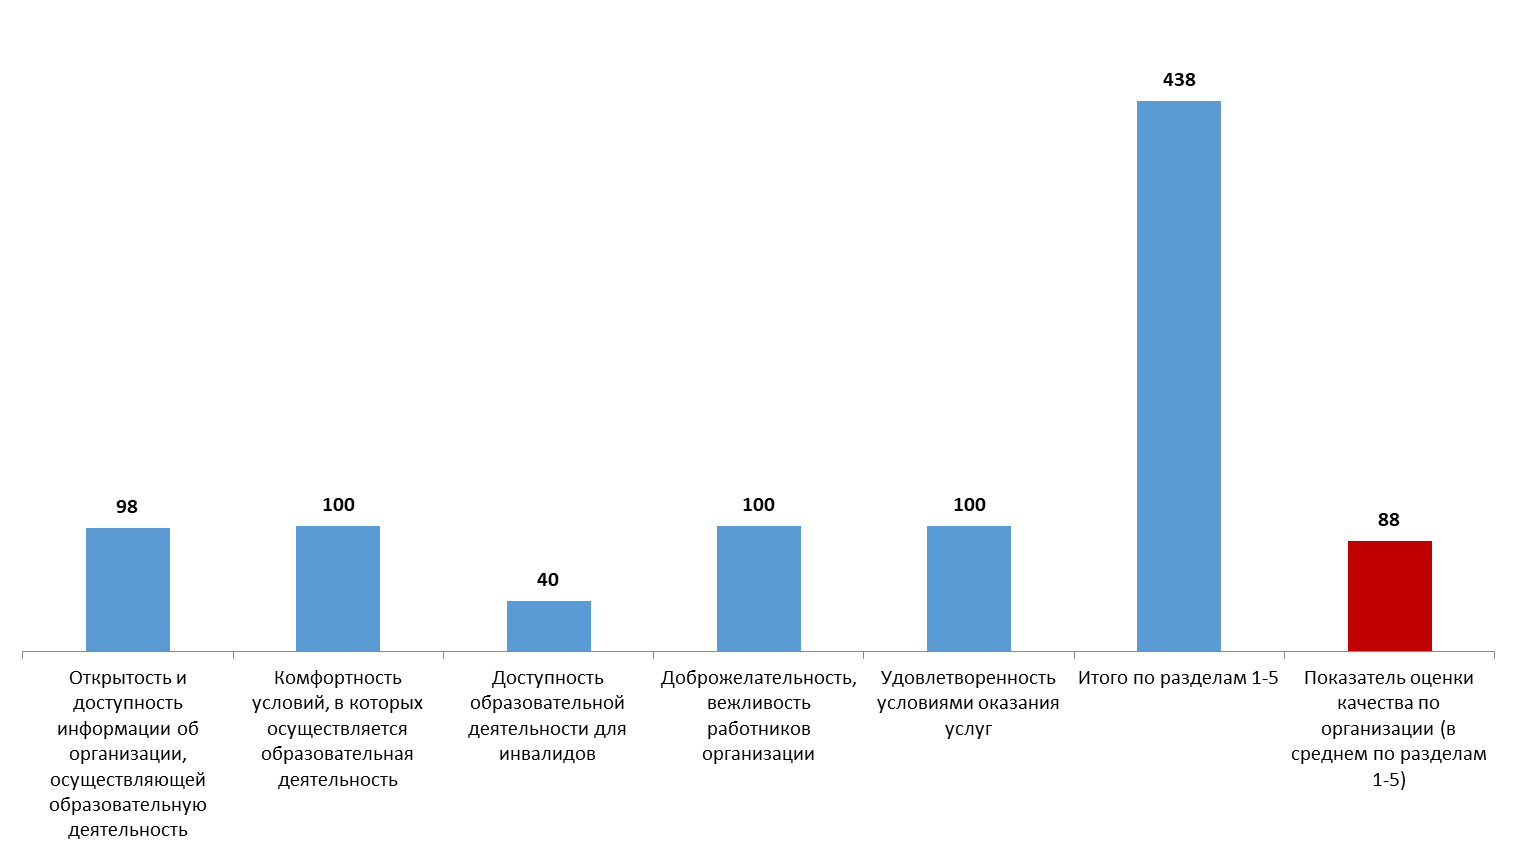 438
98
100
40
100
100
88
Открытость и
доступность
информации об
организации,
осуществляющей
образовательную
деятельность
Комфортность
условий, в которых
осуществляется
образовательная
деятельность
Доступность
образовательной
деятельности для
инвалидов
Доброжелательность,
вежливость
работников
организации
Удовлетворенность
условиями оказания
услуг
Итого по разделам 1-5
Показатель оценки
качества по
организации (в
среднем по разделам
1-5)